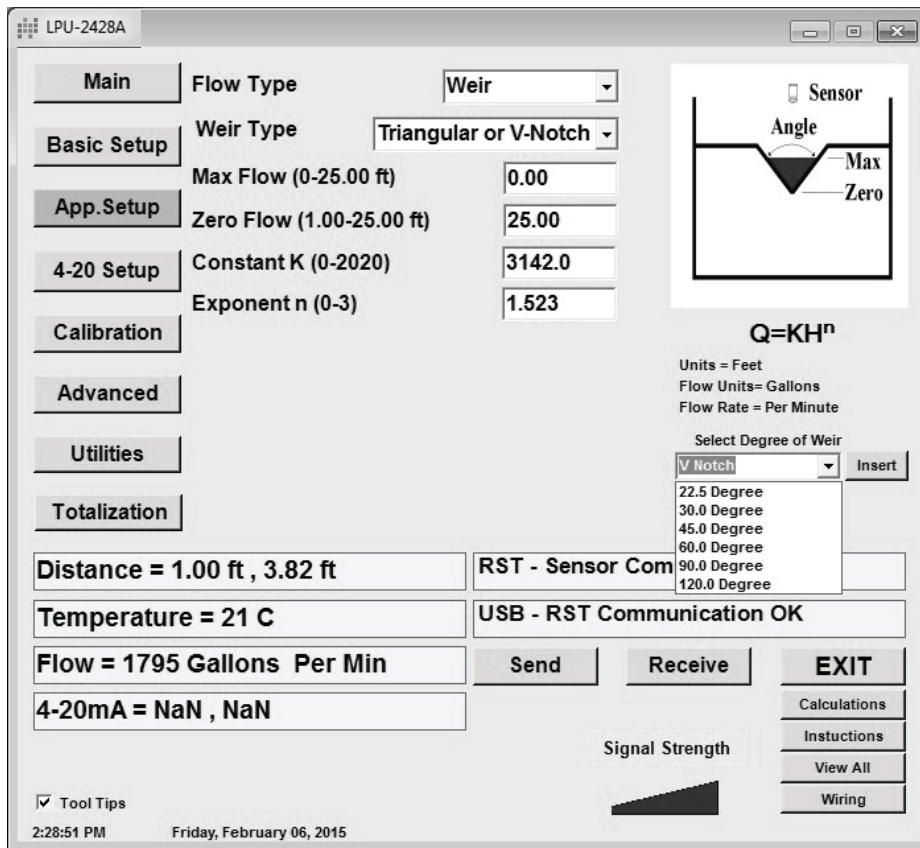 LPU-2428A
Main
Basic Setup
App.Setup
4-20 Setup
Calibration
Advanced
Utilities
Totalization
Flow Type Weir
Weir Type Triangular or V-Notch
Max Flow (0-25.00 ft) 0.00
Zero Flow (1.00-25.00 ft) 25.00
Constant K (0-2020) 3142.0
Exponent n (0-3) 1.523
Sensor
Angle
Max
Zero
Q=KHⁿ
Units = Feet
Flow Units= Gallons
Flow Rate = Per Minute
Select Degree of Weir
V Notch Insert
22.5 Degree
30.0 Degree
45.0 Degree
60.0 Degree
90.0 Degree
120.0 Degree
Distance = 1.00 ft , 3.82 ft
RST - Sensor Com
Temperature = 21 C
USB - RST Communication OK
Flow = 1795 Gallons Per Min
Send Receive EXIT
4-20mA = NaN , NaN
Calculations
Instuctions
View All
Wiring
Signal Strength
Tool Tips
2:28:51 PM Friday, February 06, 2015